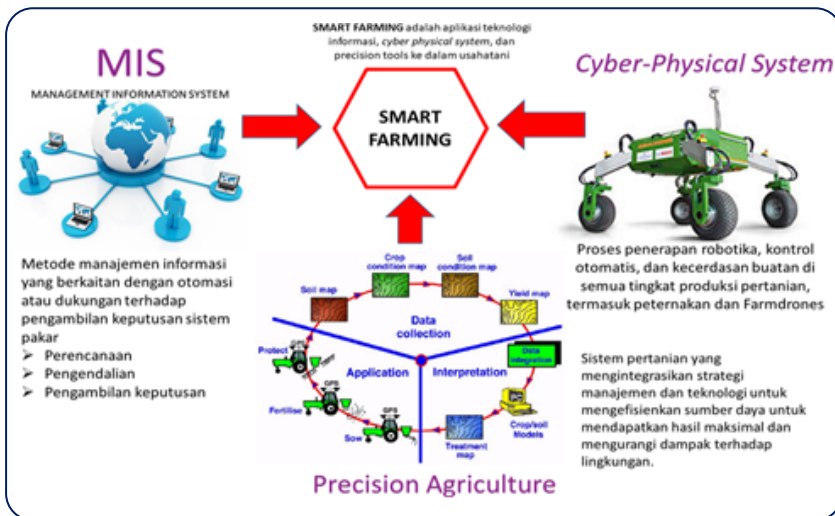 SMART FARMING adalah aplikasi teknologi
informasi, cyber physical system, dan
precision tools ke dalam usahatani
MIS
MANAGEMENT INFORMATION SYSTEM
SMART
FARMING
Cyber-Physical System
Metode manajemen informasi
yang berkaitan dengan otomasi
atau dukungan terhadap
pengambilan keputusan sistem
pakar
➢ Perencanaan
➢ Pengendalian
➢ Pengambilan keputusan
Proses penerapan robotika, kontrol
otomatis, dan kecerdasan buatan di
semua tingkat produksi pertanian,
termasuk peternakan dan Farmdrones
Soil map
Crop
condition map
Soil
condition map
Yield map
Data
collection
Data
integration
Interpretation
PC
Crop/soil
Models
Treatment
map
Application
Protect
GPS
Fertilise
GPS
Sow
GPS
Sistem pertanian yang
mengintegrasikan strategi
manajemen dan teknologi untuk
mengefisienkan sumber daya untuk
mendapatkan hasil maksimal dan
mengurangi dampak terhadap
lingkungan.
Precision Agriculture